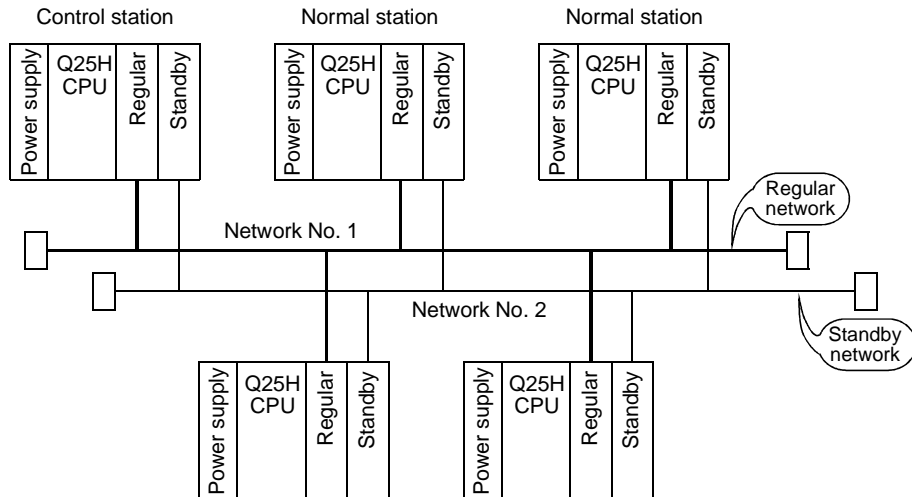 Control station
Normal station
Normal station
Power supply
Q25H
CPU
Regular
Standby
Power supply
Q25H
CPU
Regular
Standby
Power supply
Q25H
CPU
Regular
Standby
Regular
network
Network No. 1
Network No. 2
Standby
network
Power supply
Q25H
CPU
Regular
Standby
Power supply
Q25H
CPU
Regular
Standby